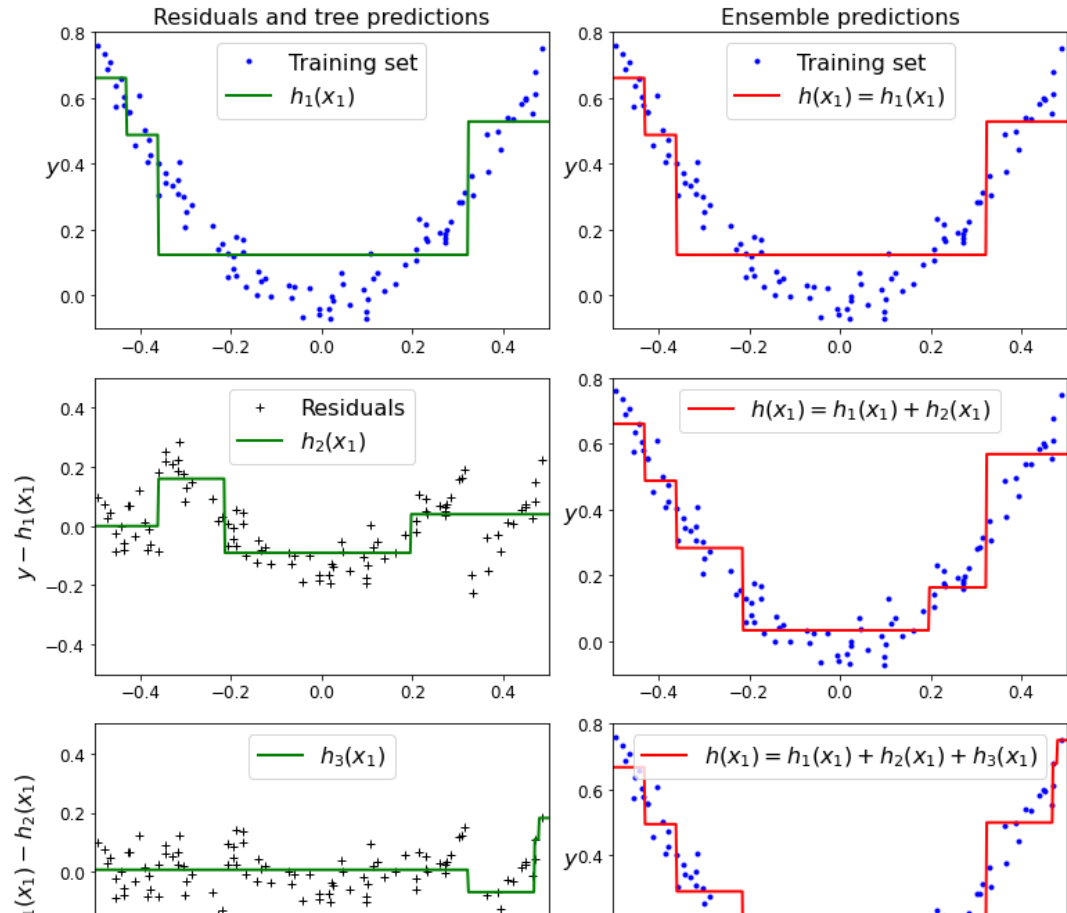 Residuals and tree predictions
Ensemble predictions
0.8
0.6
y0.4
0.2
0.0
−0.4 −0.2 0.0 0.2 0.4
Training set
h₁(x₁)
0.8
0.6
y0.4
0.2
0.0
−0.4 −0.2 0.0 0.2 0.4
Training set
h(x₁) = h₁(x₁)
y − h₁(x₁)
0.4
0.2
0.0
−0.2
−0.4
−0.4 −0.2 0.0 0.2 0.4
Residuals
h₂(x₁)
0.8
0.6
y0.4
0.2
0.0
−0.4 −0.2 0.0 0.2 0.4
h(x₁) = h₁(x₁) + h₂(x₁)
₁(x₁) − h₂(x₁)
0.4
0.2
0.0
h₃(x₁)
0.8
0.6
y0.4
h(x₁) = h₁(x₁) + h₂(x₁) + h₃(x₁)